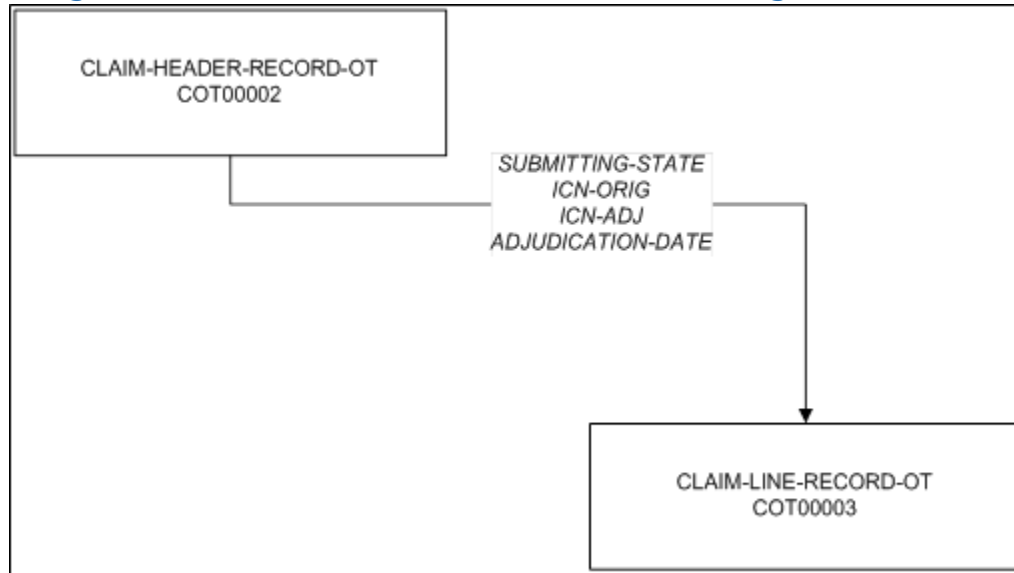 CLAIM-HEADER-RECORD-OT
COT00002
SUBMITTING-STATE
ICN-ORIG
ICN-ADJ
ADJUDICATION-DATE
CLAIM-LINE-RECORD-OT
COT00003